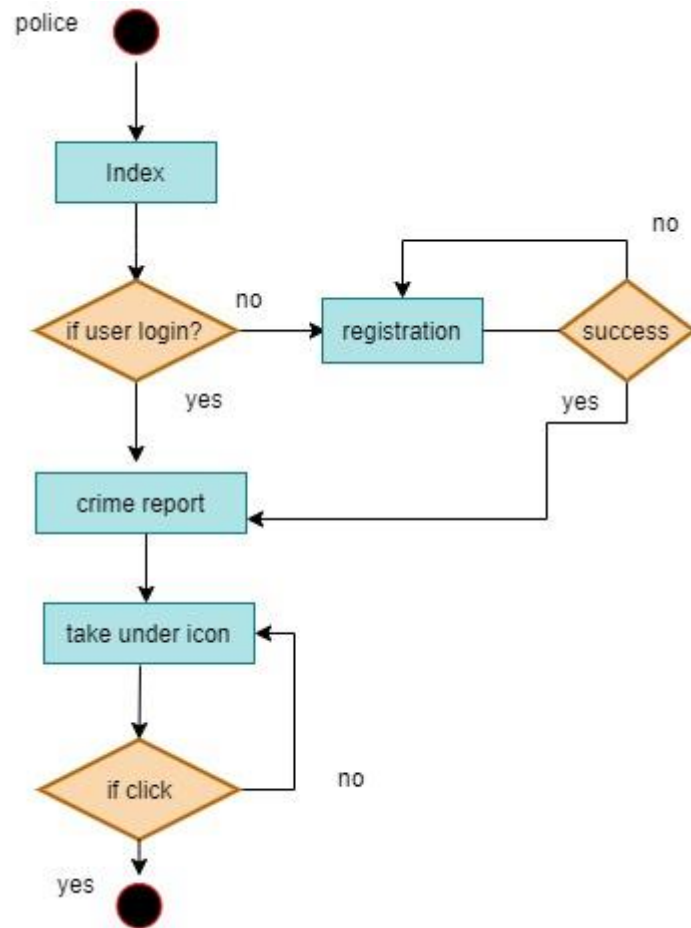 police
Index
no
no
if user login?
registration
success
yes
yes
crime report
take under icon
if click
no
yes